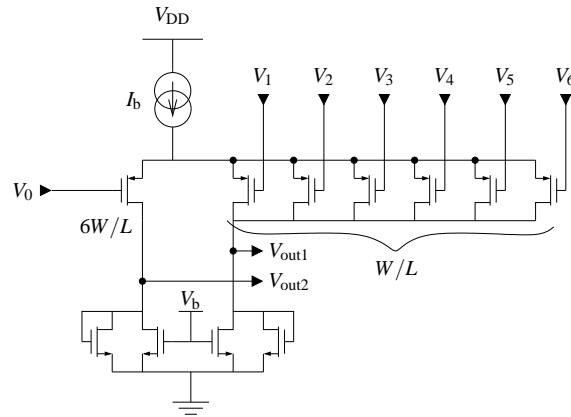 V_DD
V_1 V_2 V_3 V_4 V_5 V_6
I_b
V_0
6W/L
V_out1
W/L
V_out2
V_b